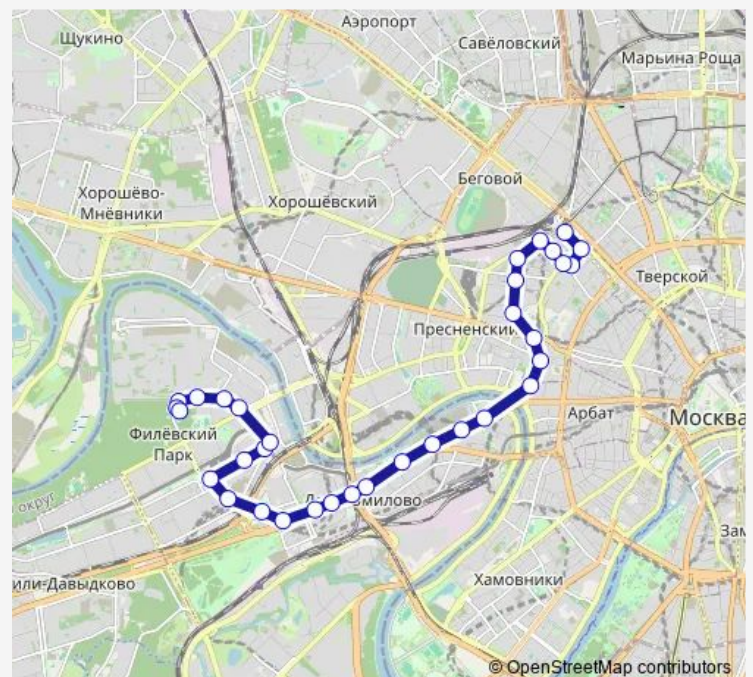 Аэропорт
Щукино
Савёловский
Марьина Роща
Беговой
Хорошёво-
Мнёвники
Хорошёвский
Тверской
Пресненский
Арбат
Москва
Филёвский
Парк
округ
или-Давыдково
Хамовники
Зам
© OpenStreetMap contributors